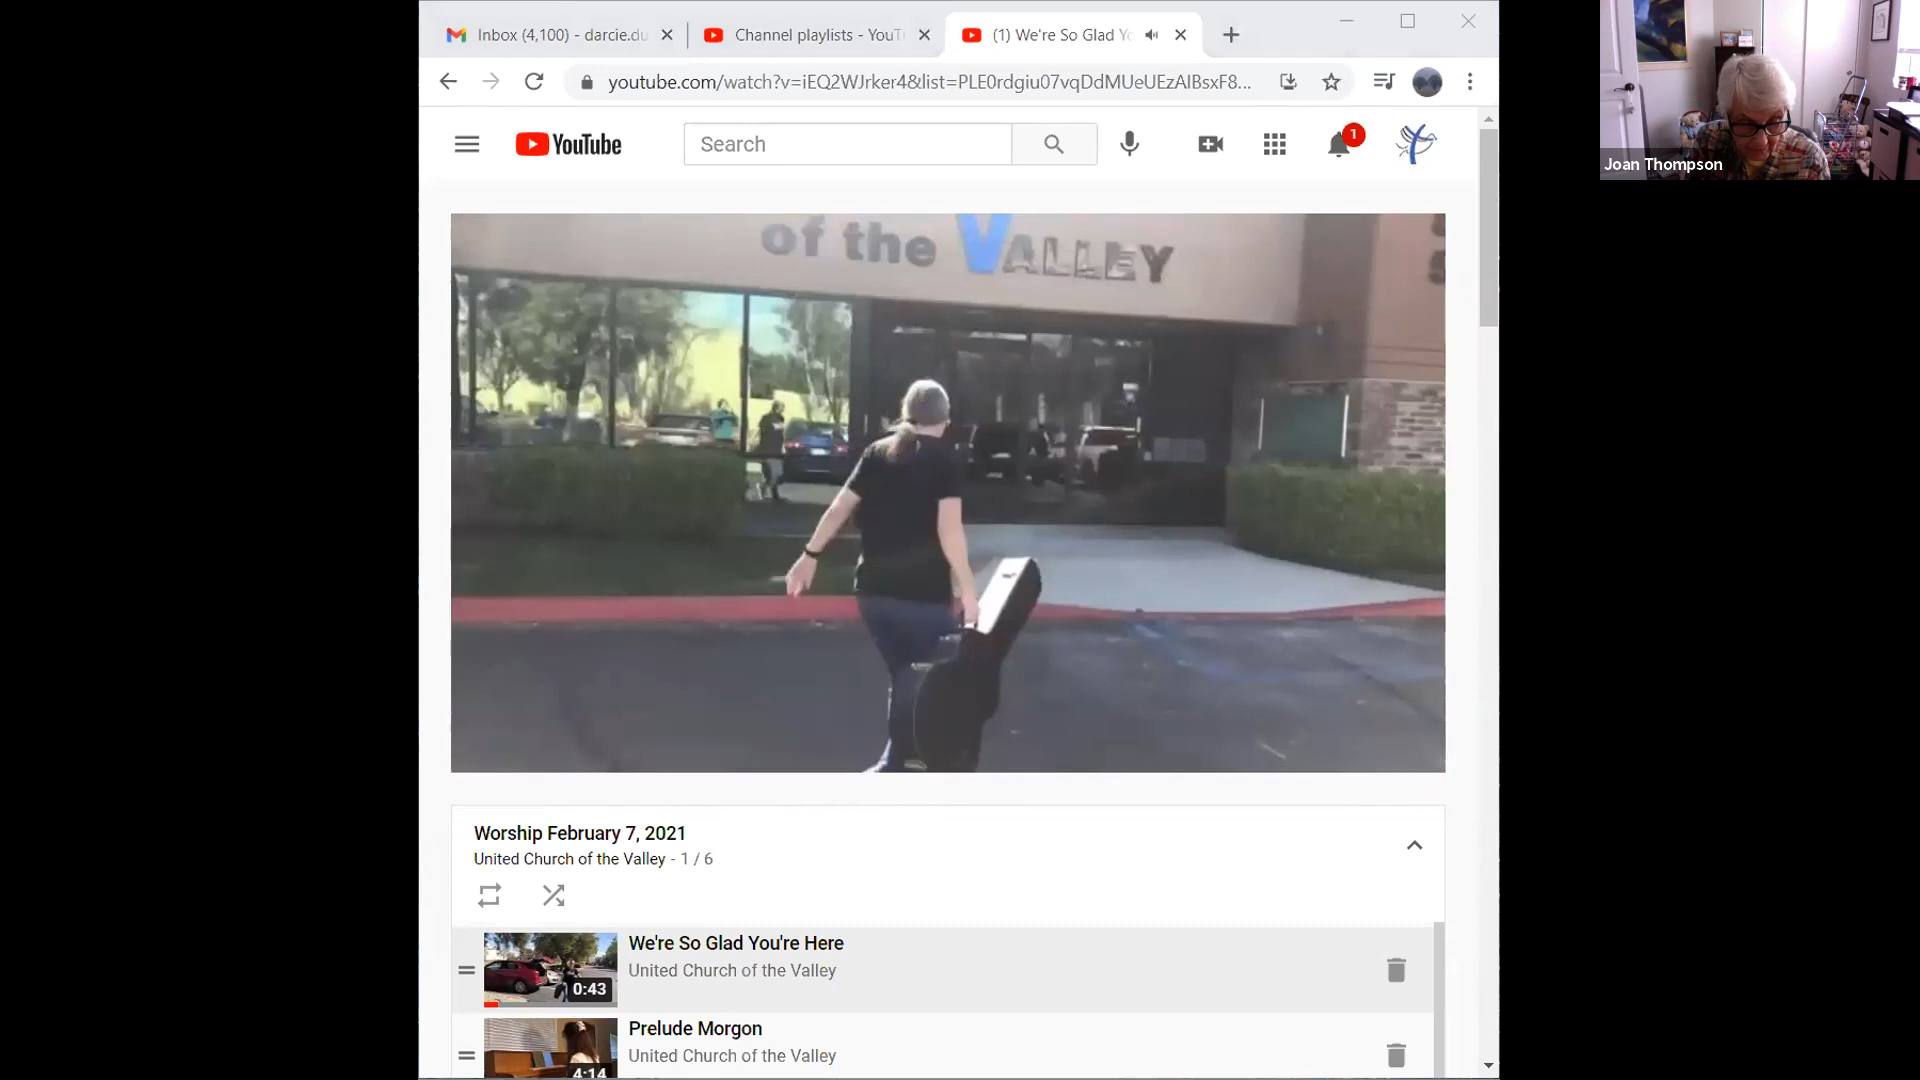 Inbox (4,100) - darcie.du
Channel playlists - YouT
(1) We're So Glad Yo
youtube.com/watch?v=iEQ2WJrker4&list=PLE0rdgiu07vqDdMUeUEzAlBsxF8...
YouTube
Search
1
Joan Thompson
of the VALLEY
Worship February 7, 2021
United Church of the Valley - 1 / 6
We're So Glad You're Here
United Church of the Valley
0:43
Prelude Morgon
United Church of the Valley
4:14